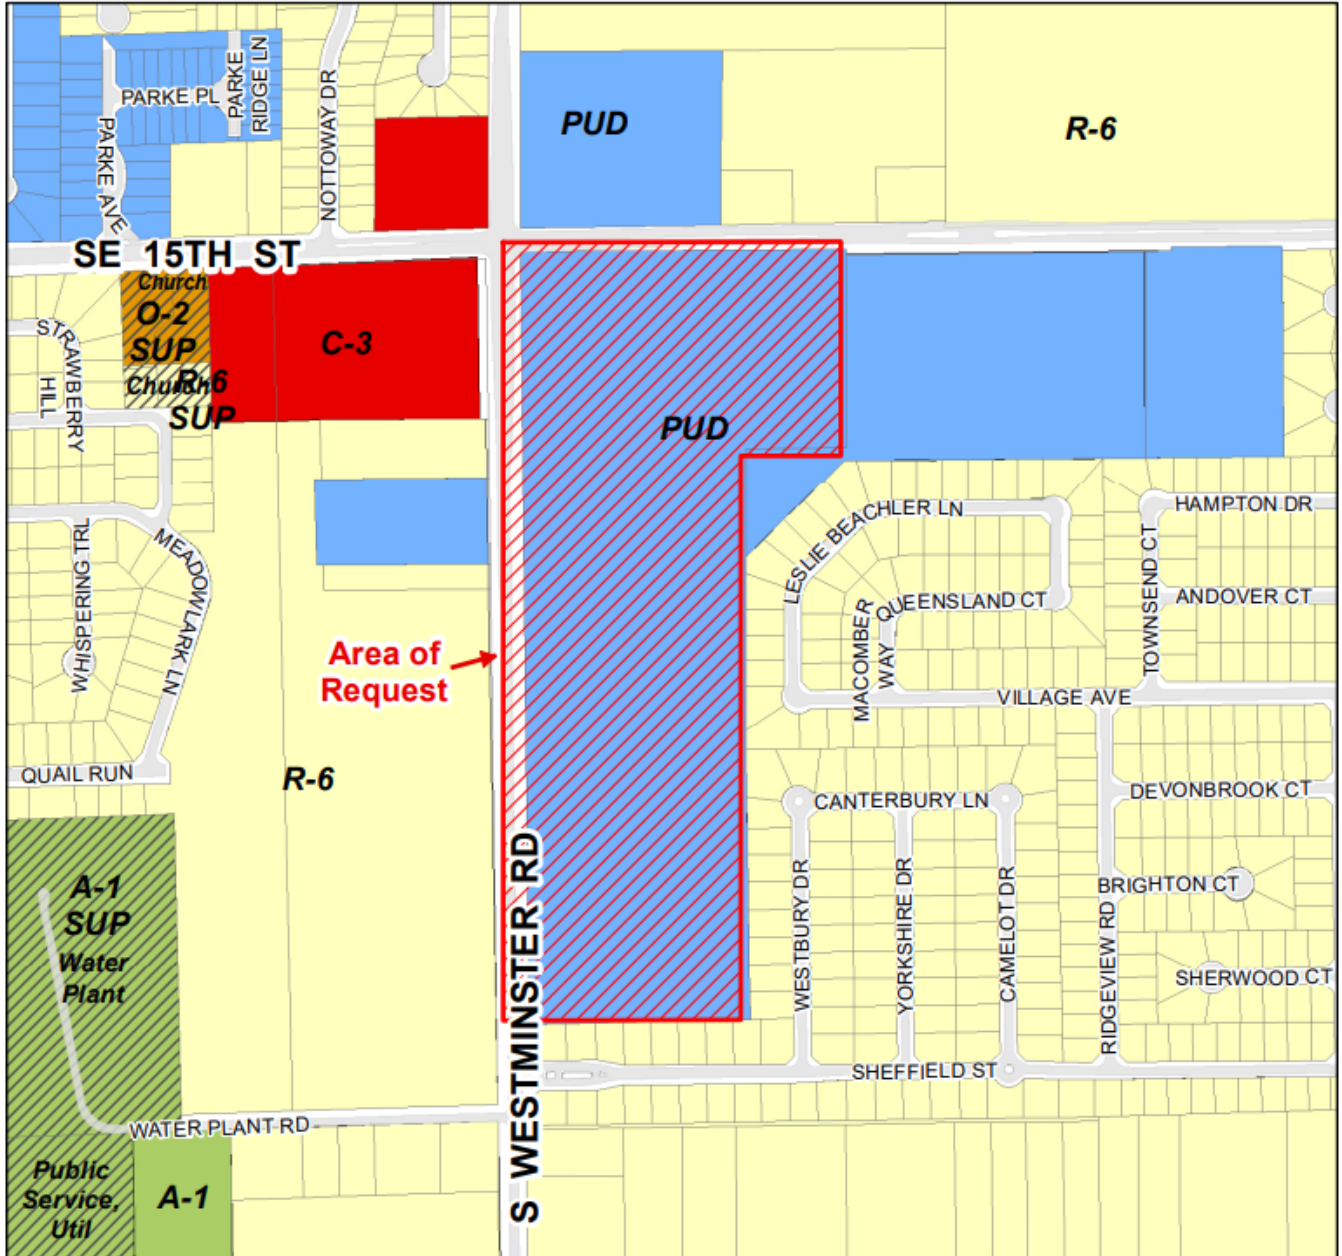 PARKE PL
PARKE
RIDGE LN
PARKE AVE
NOTTOWAY DR
PUD
R-6
SE 15TH ST
Church
O-2
SUP
Church
R-6
SUP
C-3
STRAWBERRY
HILL
PUD
WHISPERING TRL
MEADOWLARK LN
QUAIL RUN
Area of
Request
R-6
LESLIE BEACHLER LN
MACOMBER
WAY
QUEENSLAND CT
HAMPTON DR
TOWNSEND CT
ANDOVER CT
VILLAGE AVE
CANTERBURY LN
DEVONBROOK CT
WESTBURY DR
YORKSHIRE DR
CAMELOT DR
RIDGEVIEW RD
BRIGHTON CT
SHERWOOD CT
SHEFFIELD ST
S WESTMINSTER RD
A-1
SUP
Water
Plant
WATER PLANT RD
Public
Service,
Util
A-1